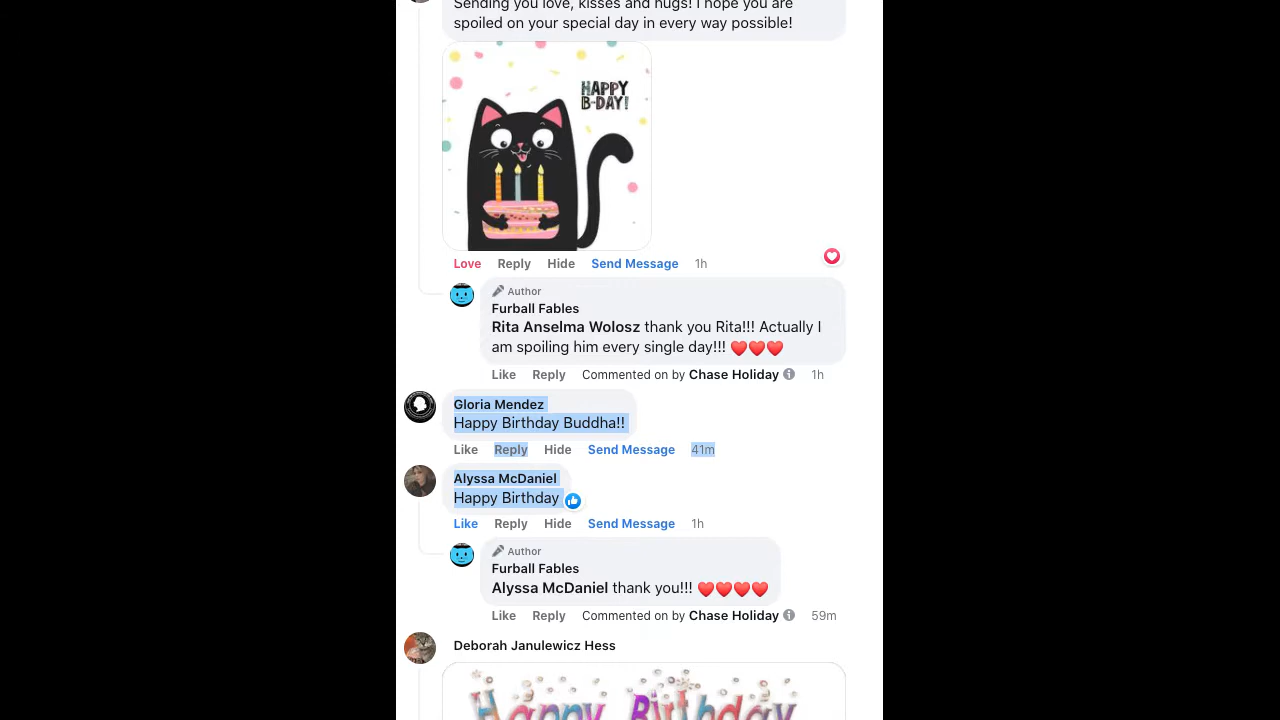 Sending you love, kisses and hugs! I hope you are
spoiled on your special day in every way possible!
HAPPY
B-DAY!
Love Reply Hide Send Message 1h
Author
Furball Fables
Rita Anselma Wolosz thank you Rita!!! Actually I
am spoiling him every single day!!! ❤️❤️❤️
Like Reply Commented on by Chase Holiday 1h
Gloria Mendez
Happy Birthday Buddha!!
Like Reply Hide Send Message 41m
Alyssa McDaniel
Happy Birthday
Like Reply Hide Send Message 1h
Author
Furball Fables
Alyssa McDaniel thank you!!! ❤️❤️❤️❤️
Like Reply Commented on by Chase Holiday 59m
Deborah Janulewicz Hess
Happy Birthday